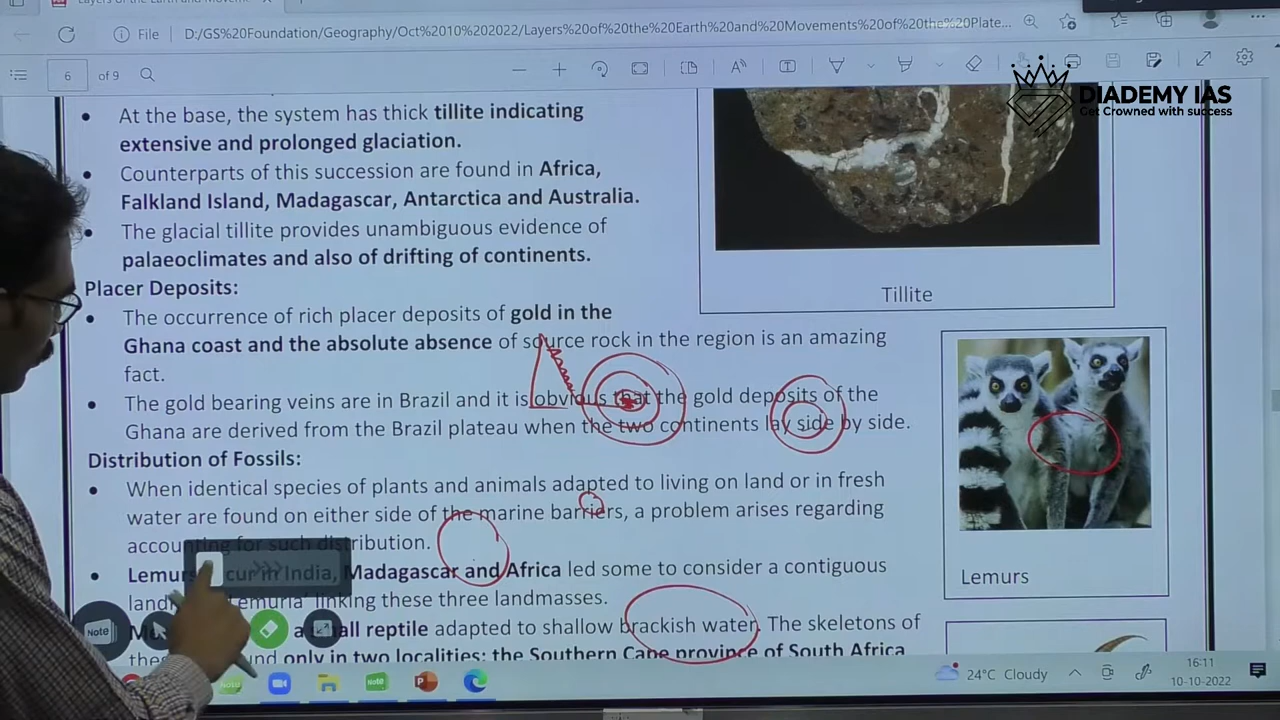 File
D:/GS%20Foundation/Geography/Oct%2010%202022/Layers%20of%20the%20Earth%20and%20Movements%20of%20the%20Plate...
6 of 9
DIADEMY IAS
Get Crowned with success
At the base, the system has thick tillite indicating
extensive and prolonged glaciation.
Counterparts of this succession are found in Africa,
Falkland Island, Madagascar, Antarctica and Australia.
The glacial tillite provides unambiguous evidence of
palaeoclimates and also of drifting of continents.
Tillite
Placer Deposits:
The occurrence of rich placer deposits of gold in the
Ghana coast and the absolute absence of source rock in the region is an amazing
fact.
The gold bearing veins are in Brazil and it is obvious that the gold deposits of the
Ghana are derived from the Brazil plateau when the two continents lay side by side.
Distribution of Fossils:
When identical species of plants and animals adapted to living on land or in fresh
water are found on either side of the marine barriers, a problem arises regarding
accounting for such distribution.
Lemurs in India, Madagascar and Africa led some to consider a contiguous
linking these three landmasses.
Lemurs
reptile adapted to shallow brackish water. The skeletons of
only in two localities: the Southern Cape province of South Africa
Note
Note
24°C Cloudy
16:11
10-10-2022